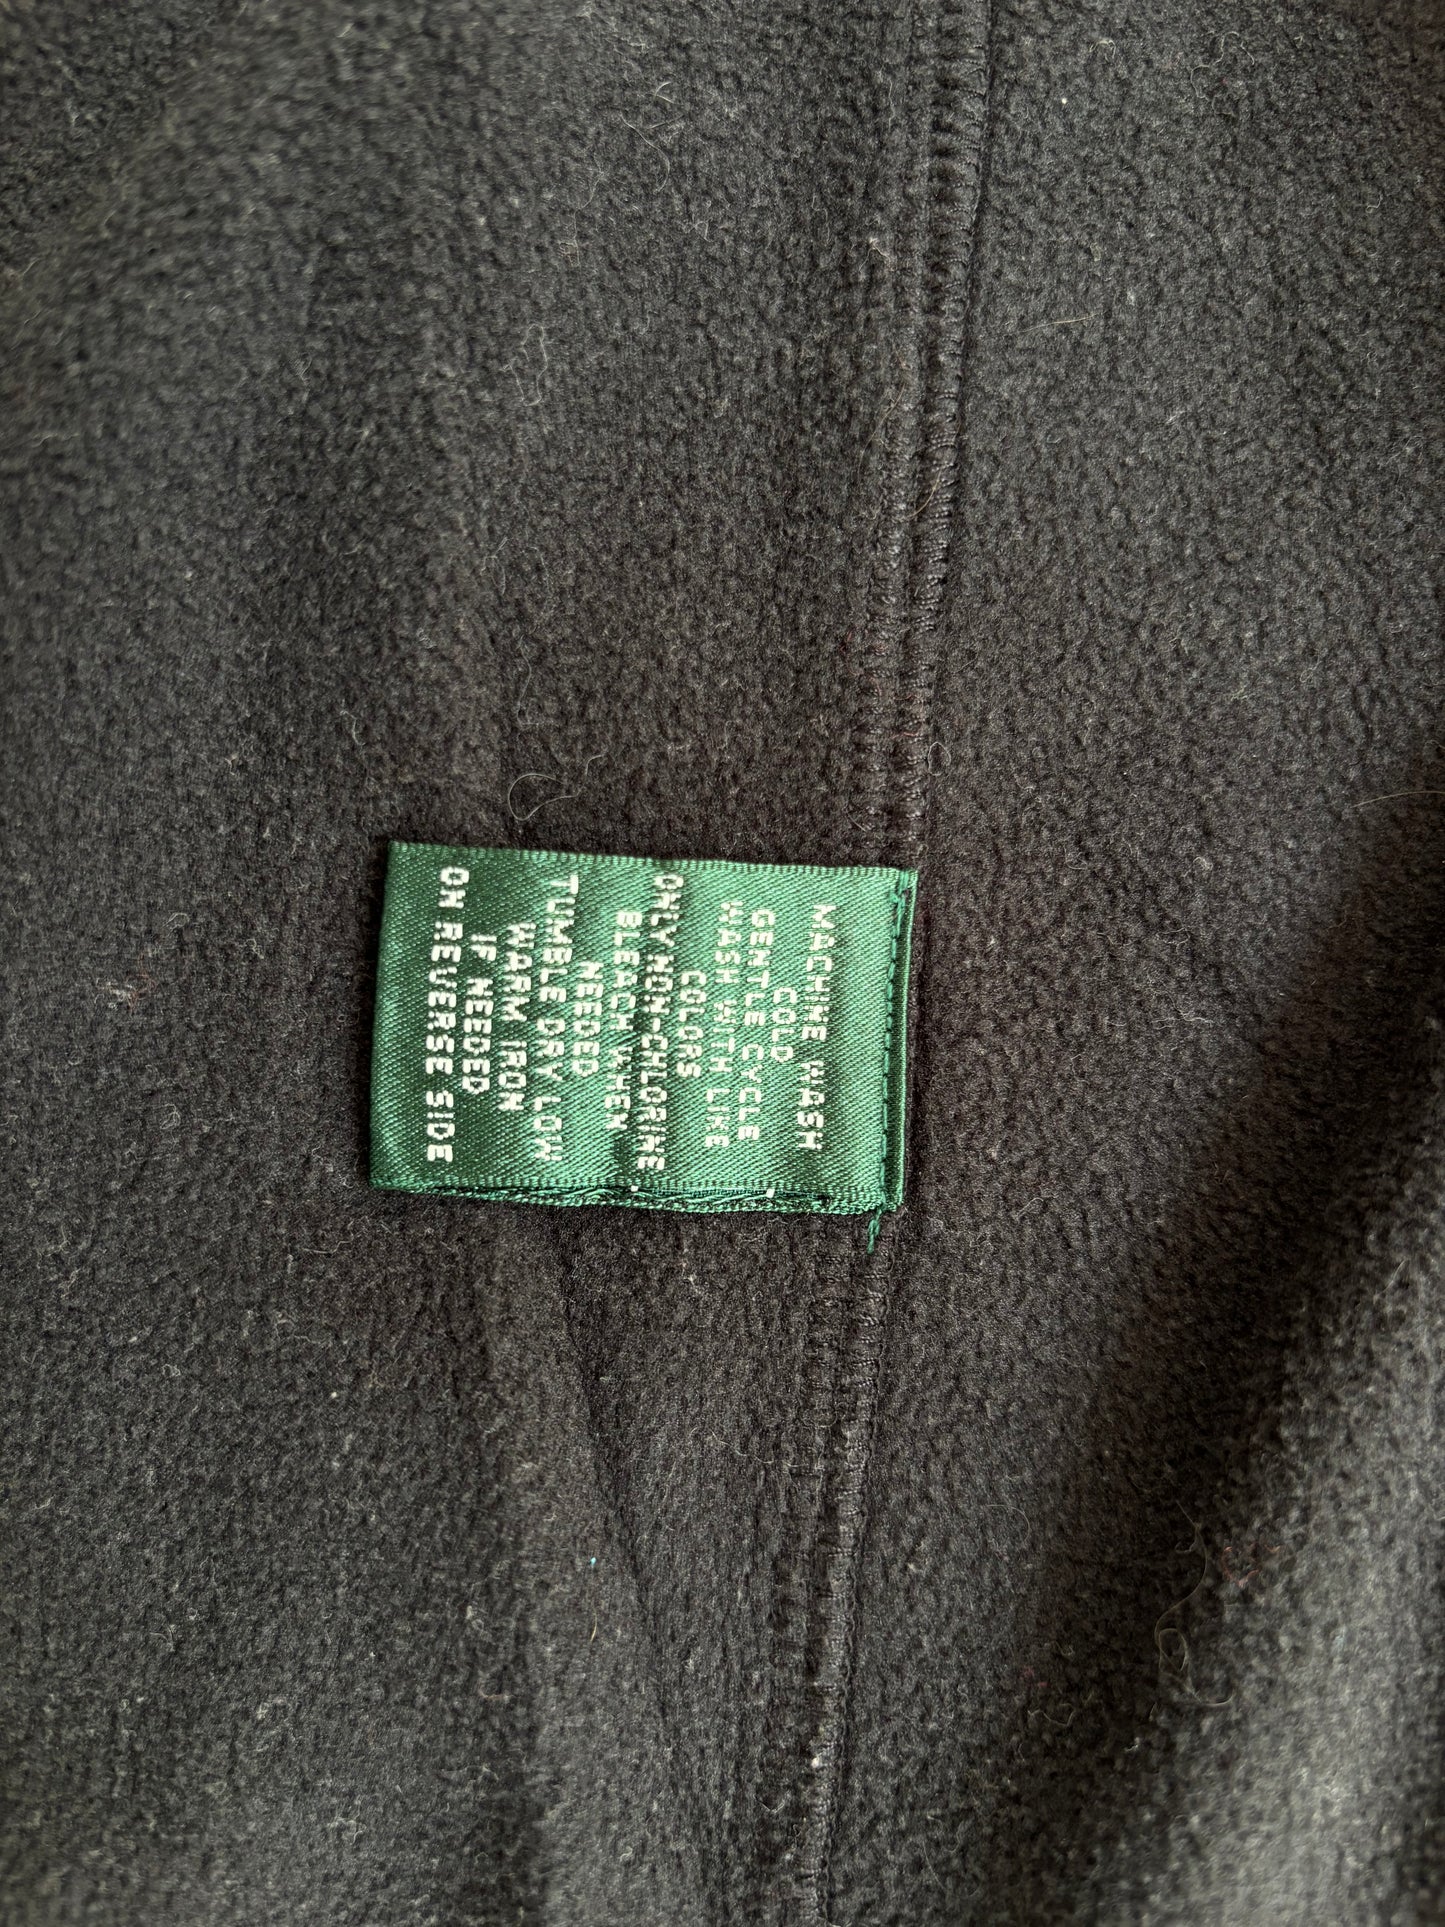 MACHINE WASH
COLD
GENTLE CYCLE
WASH WITH LIKE
COLORS
ONLY NON-CHLORINE
BLEACH WHEN
NEEDED
TUMBLE DRY LOW
WARM IRON
IF NEEDED
ON REVERSE SIDE